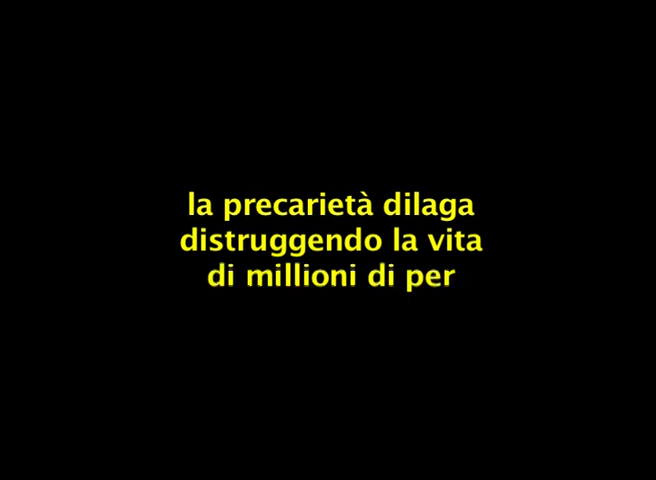 la precarietà dilaga
distruggendo la vita
di millioni di per